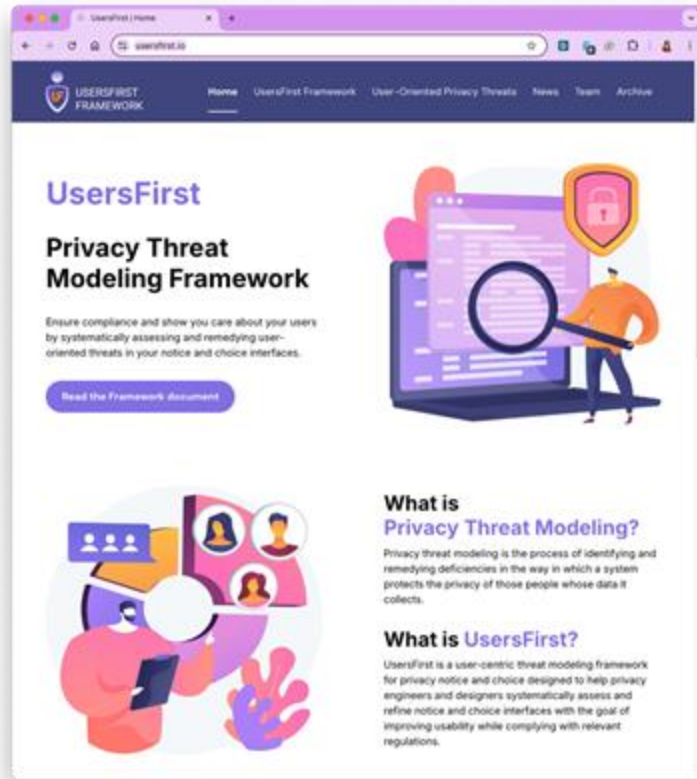 UsersFirst | Home
usersfirst.io
USERSFIRST
FRAMEWORK
Home UsersFirst Framework User-Oriented Privacy Threats News Team Archive
UsersFirst
Privacy Threat
Modeling Framework
Ensure compliance and show you care about your users
by systematically assessing and remedying user-
oriented threats in your notice and choice interfaces.
Read the Framework document
What is
Privacy Threat Modeling?
Privacy threat modeling is the process of identifying and
remedying deficiencies in the way in which a system
protects the privacy of those people whose data it
collects.
What is UsersFirst?
UsersFirst is a user-centric threat modeling framework
for privacy notice and choice designed to help privacy
engineers and designers systematically assess and
refine notice and choice interfaces with the goal of
improving usability while complying with relevant
regulations.